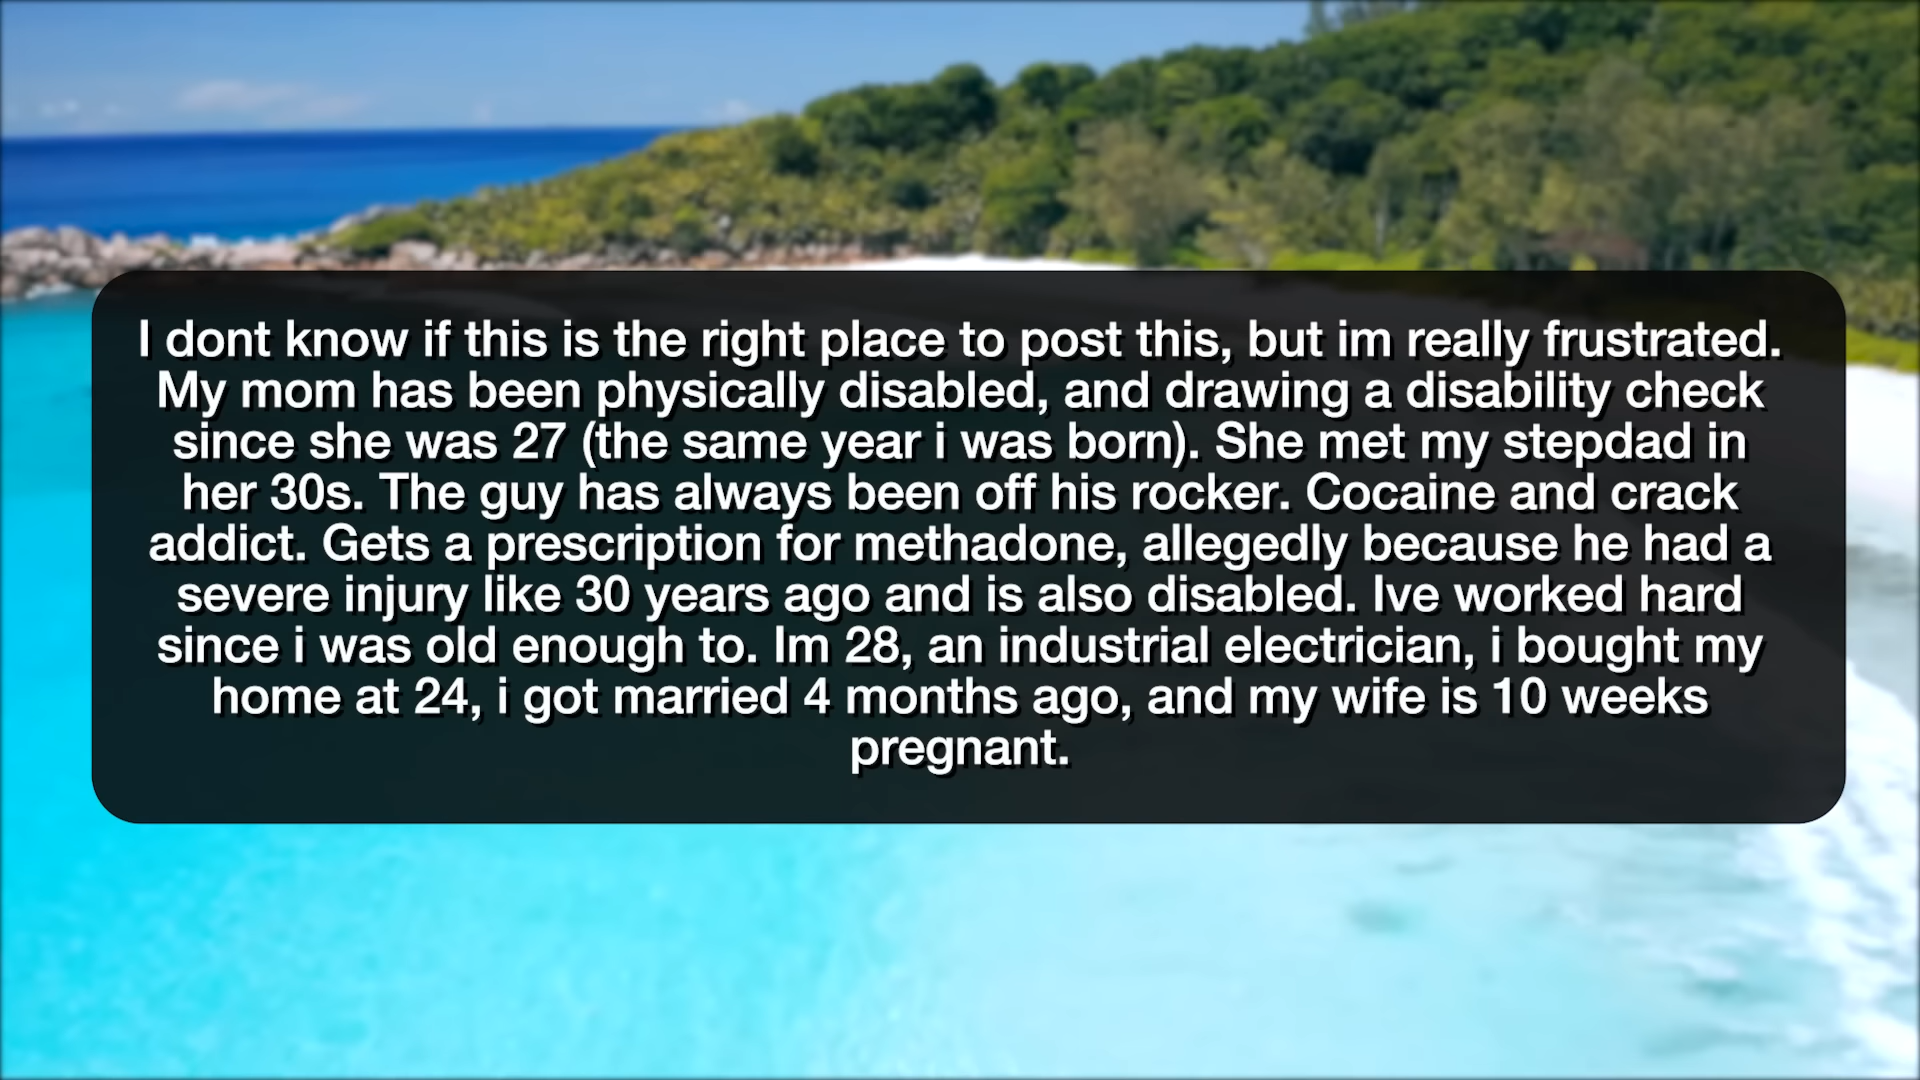 I dont know if this is the right place to post this, but im really frustrated.
My mom has been physically disabled, and drawing a disability check
since she was 27 (the same year i was born). She met my stepdad in
her 30s. The guy has always been off his rocker. Cocaine and crack
addict. Gets a prescription for methadone, allegedly because he had a
severe injury like 30 years ago and is also disabled. Ive worked hard
since i was old enough to. Im 28, an industrial electrician, i bought my
home at 24, i got married 4 months ago, and my wife is 10 weeks
pregnant.